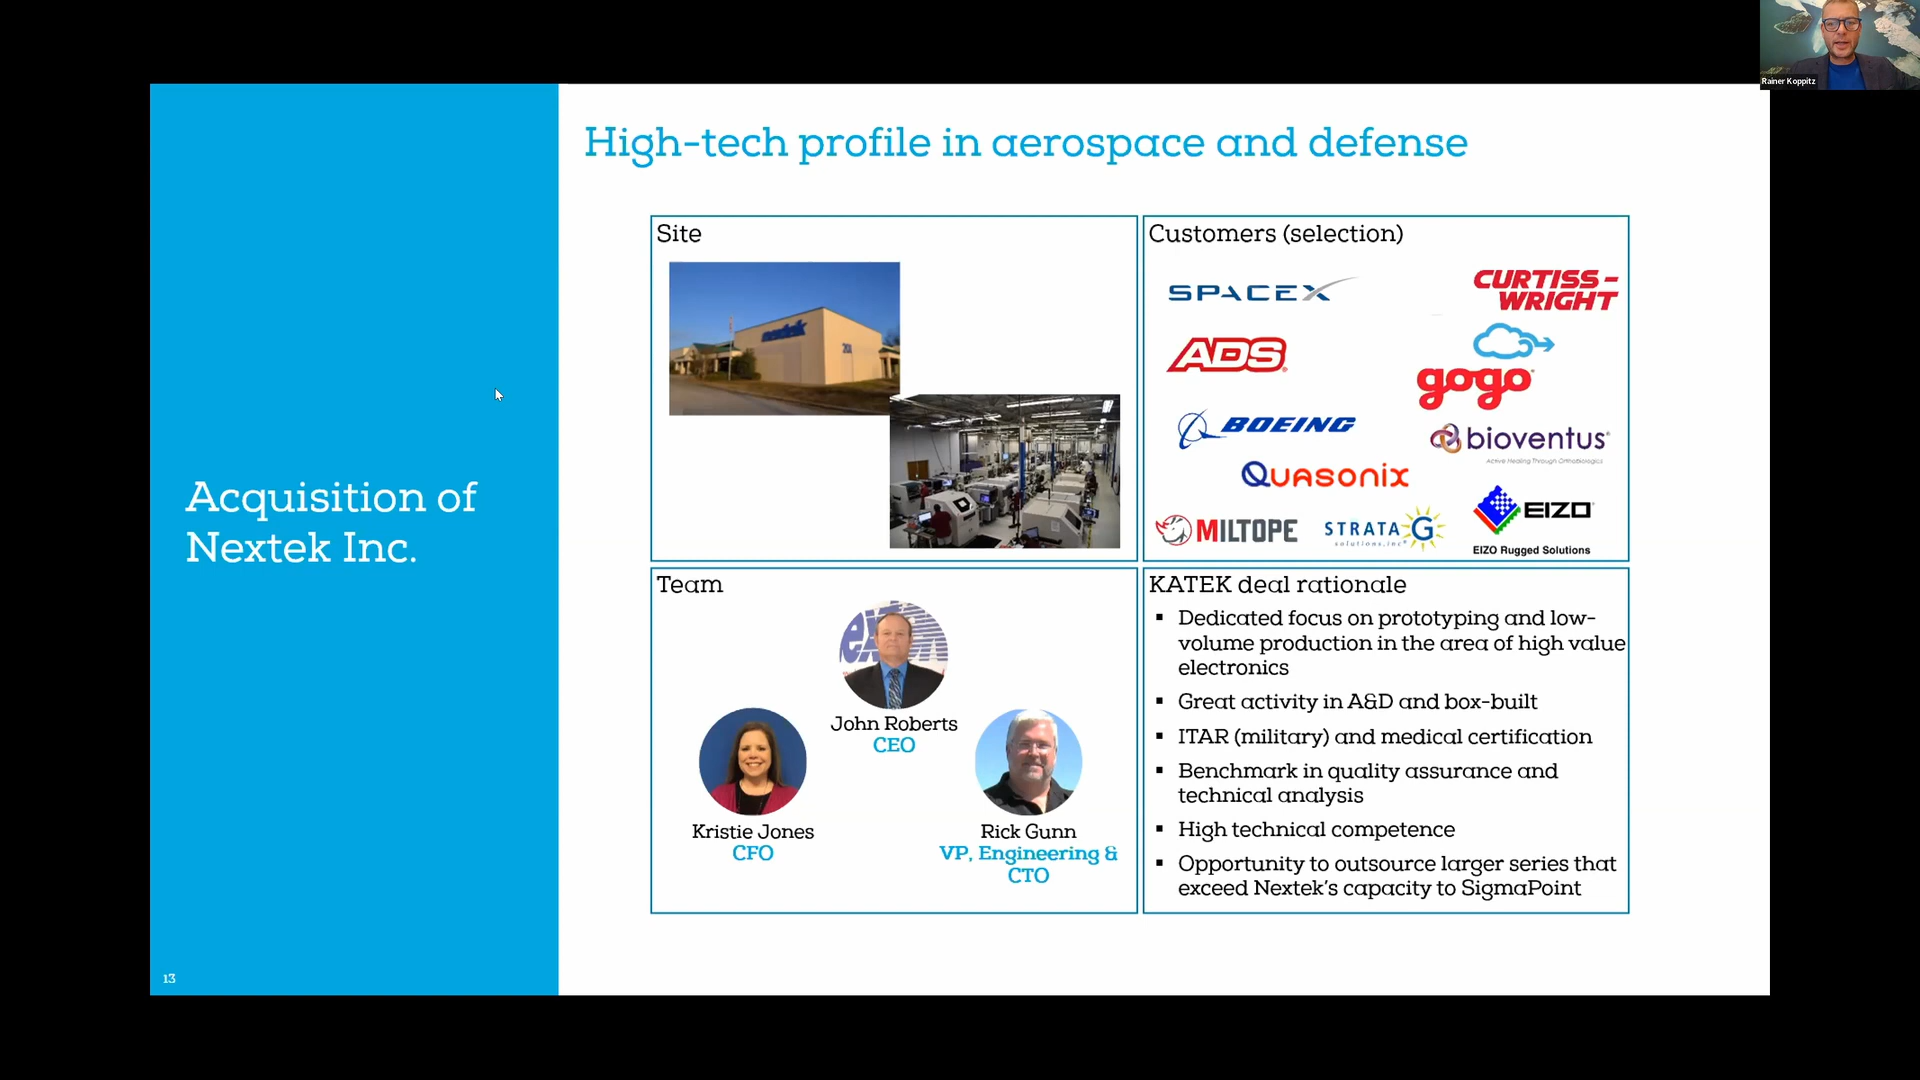 Rainer Koppitz
High-tech profile in aerospace and defense
Acquisition of
Nextek Inc.
13
Site
nextek
Customers (selection)
SPACEX
CURTISS-
WRIGHT
ADS
gogo
BOEING
bioventus
Active Healing Through Orthobiologics
QUASONIX
MILTOPE
STRATA G
solutions, inc
EIZO
EIZO Rugged Solutions
Team
John Roberts
CEO
Kristie Jones
CFO
Rick Gunn
VP, Engineering &
CTO
KATEK deal rationale
▪ Dedicated focus on prototyping and low-
volume production in the area of high value
electronics
▪ Great activity in A&D and box-built
▪ ITAR (military) and medical certification
▪ Benchmark in quality assurance and
technical analysis
▪ High technical competence
▪ Opportunity to outsource larger series that
exceed Nextek's capacity to SigmaPoint